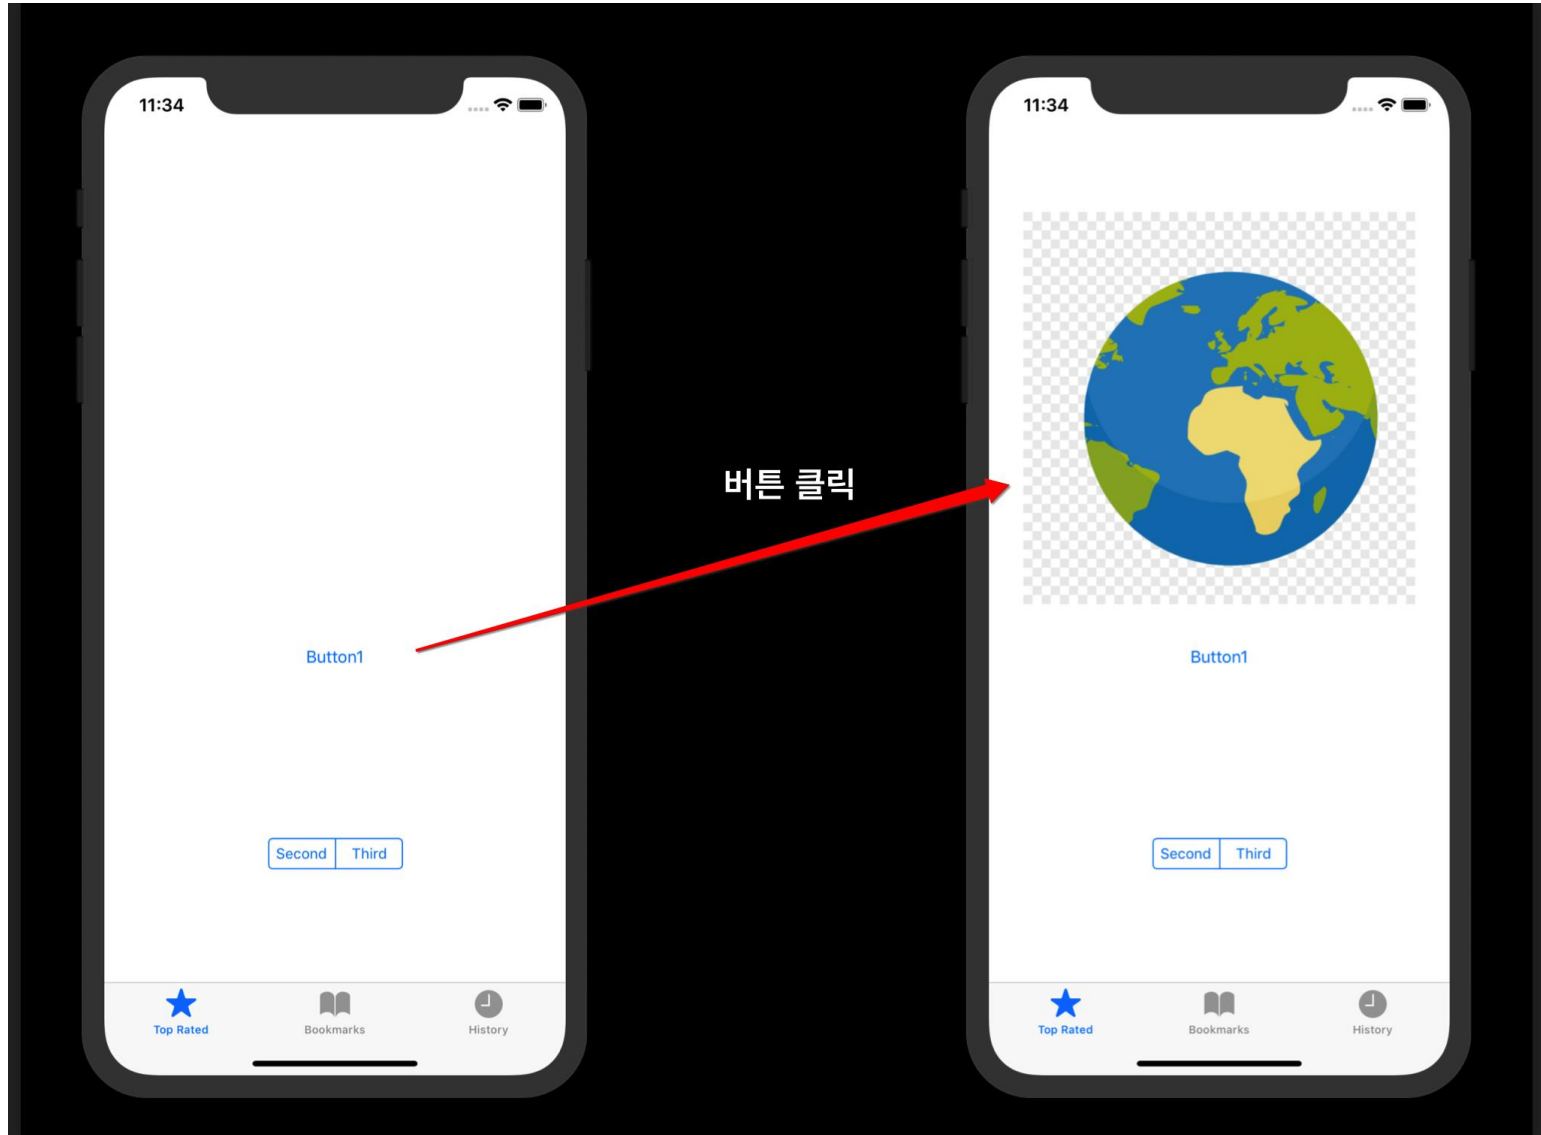 11:34
Button1
Second Third
Top Rated Bookmarks History
버튼 클릭
11:34
Button1
Second Third
Top Rated Bookmarks History